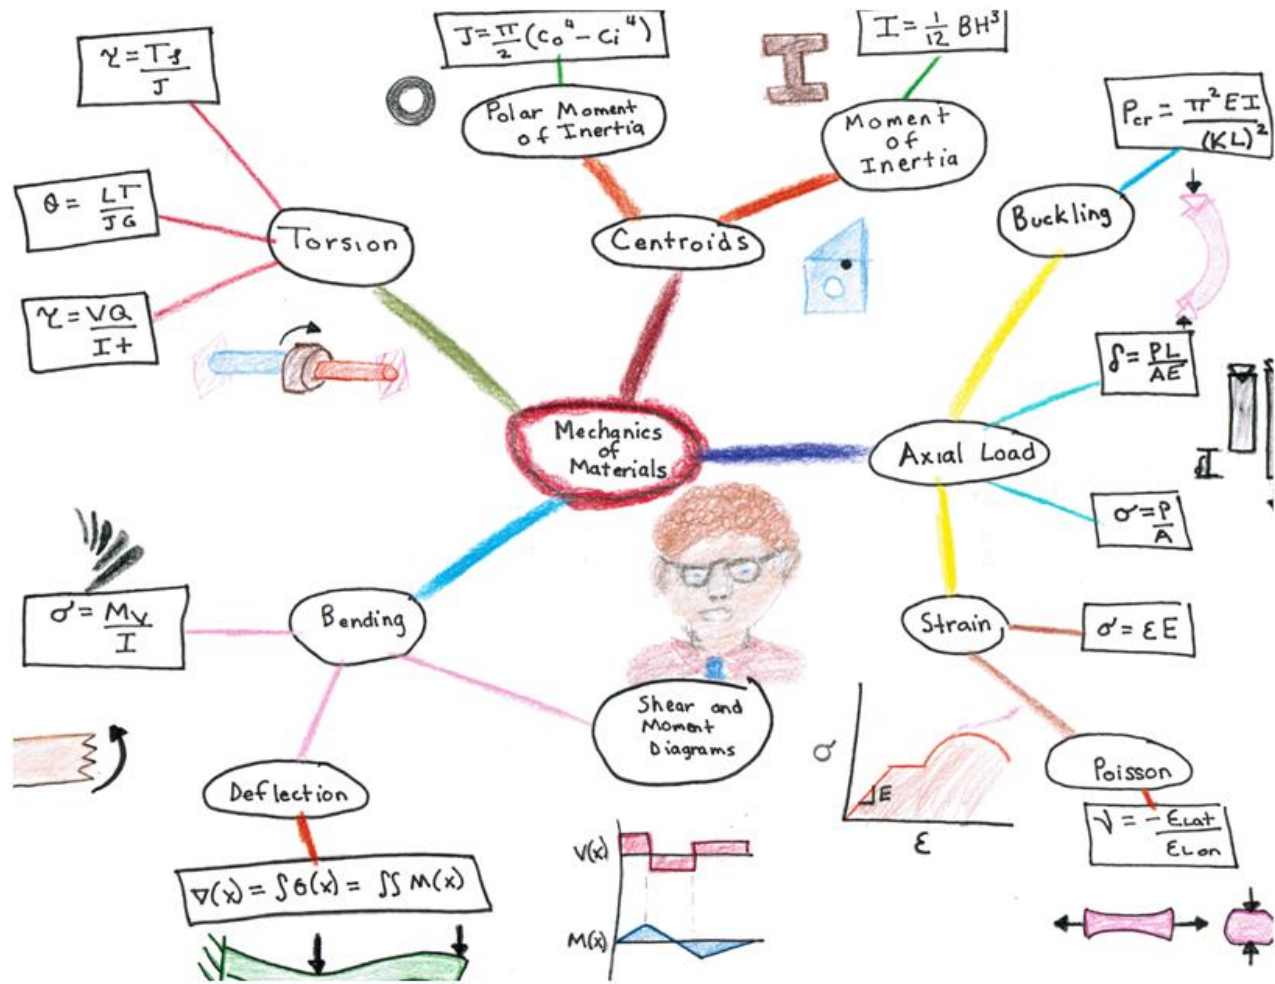 τ = Tρ / J
θ = LT / JG
τ = VQ / It
Torsion
J = π/2 (Co⁴ - Ci⁴)
Polar Moment
of Inertia
I = 1/12 BH³
Moment
of
Inertia
Centroids
Pcr = π² E I / (KL)²
Buckling
δ = PL / AE
δ
Axial Load
σ = P / A
Mechanics
of
Materials
Strain
σ = ε E
Poisson
ν = - εLat / εLon
σ
E
ε
Bending
σ = My / I
Shear and
Moment
Diagrams
V(x)
M(x)
Deflection
∇(x) = ∫θ(x) = ∫∫ M(x)